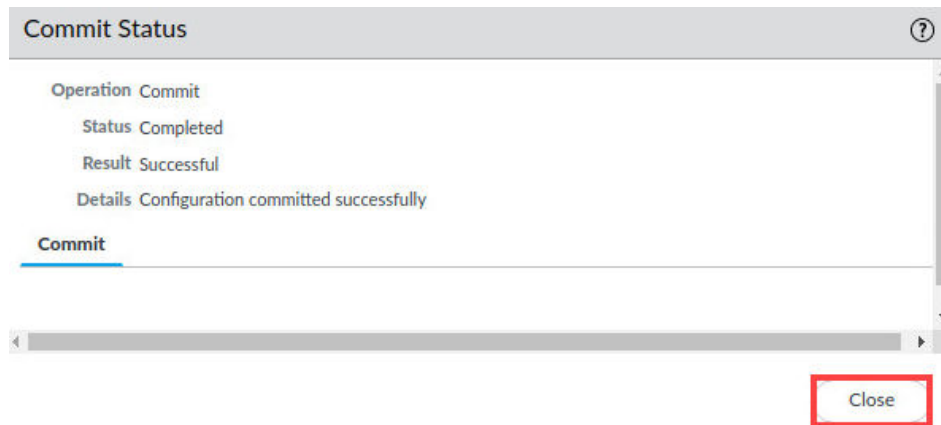 Commit Status
Operation Commit
Status Completed
Result Successful
Details Configuration committed successfully
Commit
Close